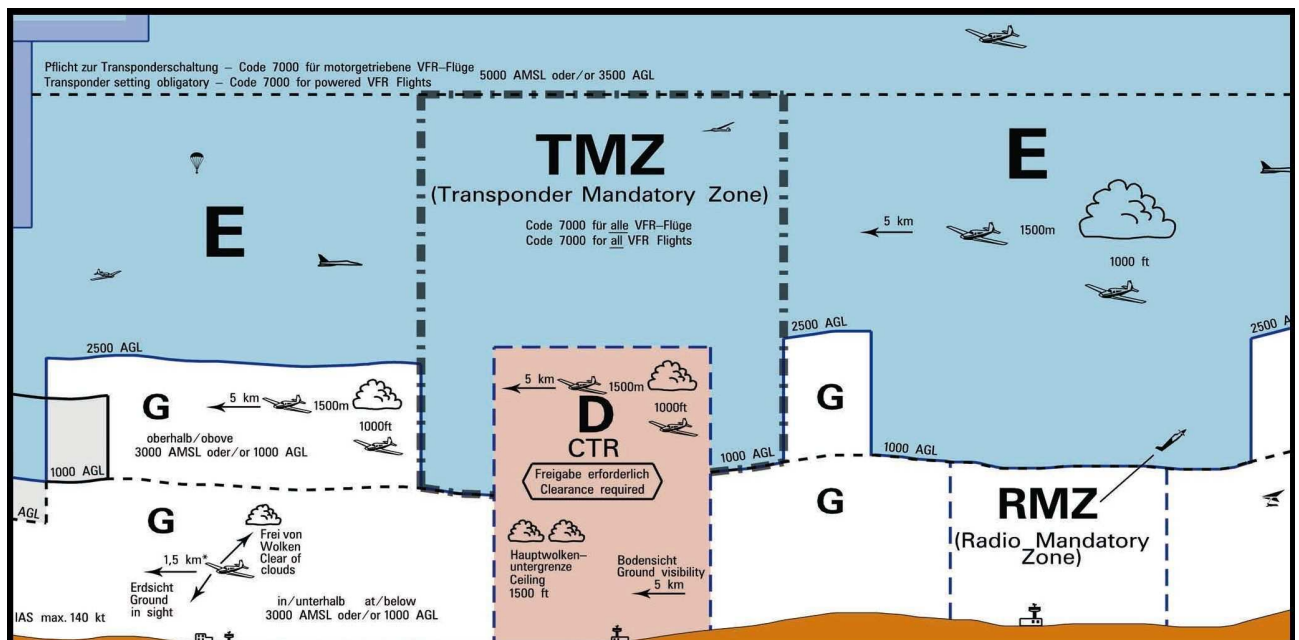 Pflicht zur Transponderschaltung – Code 7000 für motorgetriebene VFR–Flüge
Transponder setting obligatory – Code 7000 for powered VFR Flights
5000 AMSL oder/or 3500 AGL
TMZ
(Transponder Mandatory Zone)
Code 7000 für alle VFR–Flüge
Code 7000 for all VFR Flights
E
E
5 km
1500m
1000 ft
2500 AGL
2500 AGL
2500 A
G
5 km
1500m
1000ft
oberhalb/obove
3000 AMSL oder/or 1000 AGL
1000 AGL
AGL
5 km
1500m
1000ft
D
CTR
Freigabe erforderlich
Clearance required
G
1000 AGL
1000 AGL
G
1,5 km*
Frei von
Wolken
Clear of
clouds
Erdsicht
Ground
in sight
IAS max. 140 kt
in/unterhalb at/below
3000 AMSL oder/or 1000 AGL
Hauptwolken–
untergrenze
Ceiling
1500 ft
Bodensicht
Ground visibility
5 km
G
RMZ
(Radio Mandatory
Zone)